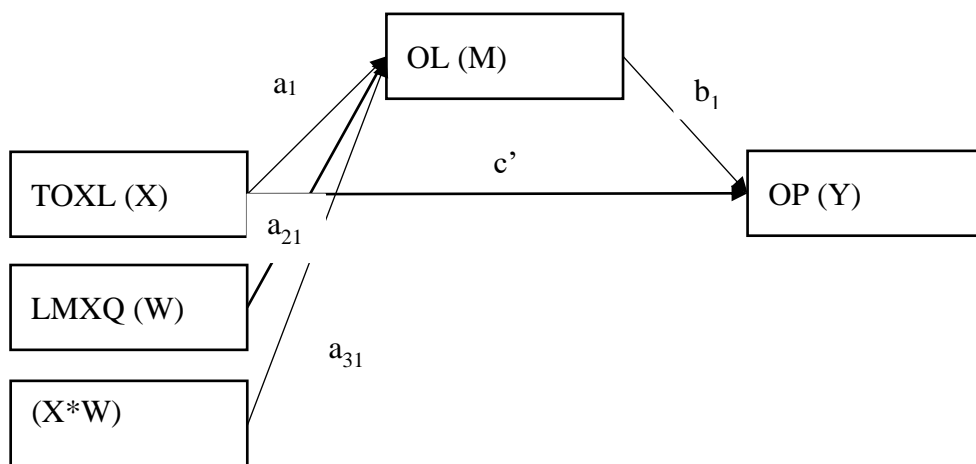 OL (M)
a₁
b₁
c’
TOXL (X)
OP (Y)
a₂₁
LMXQ (W)
a₃₁
(X*W)